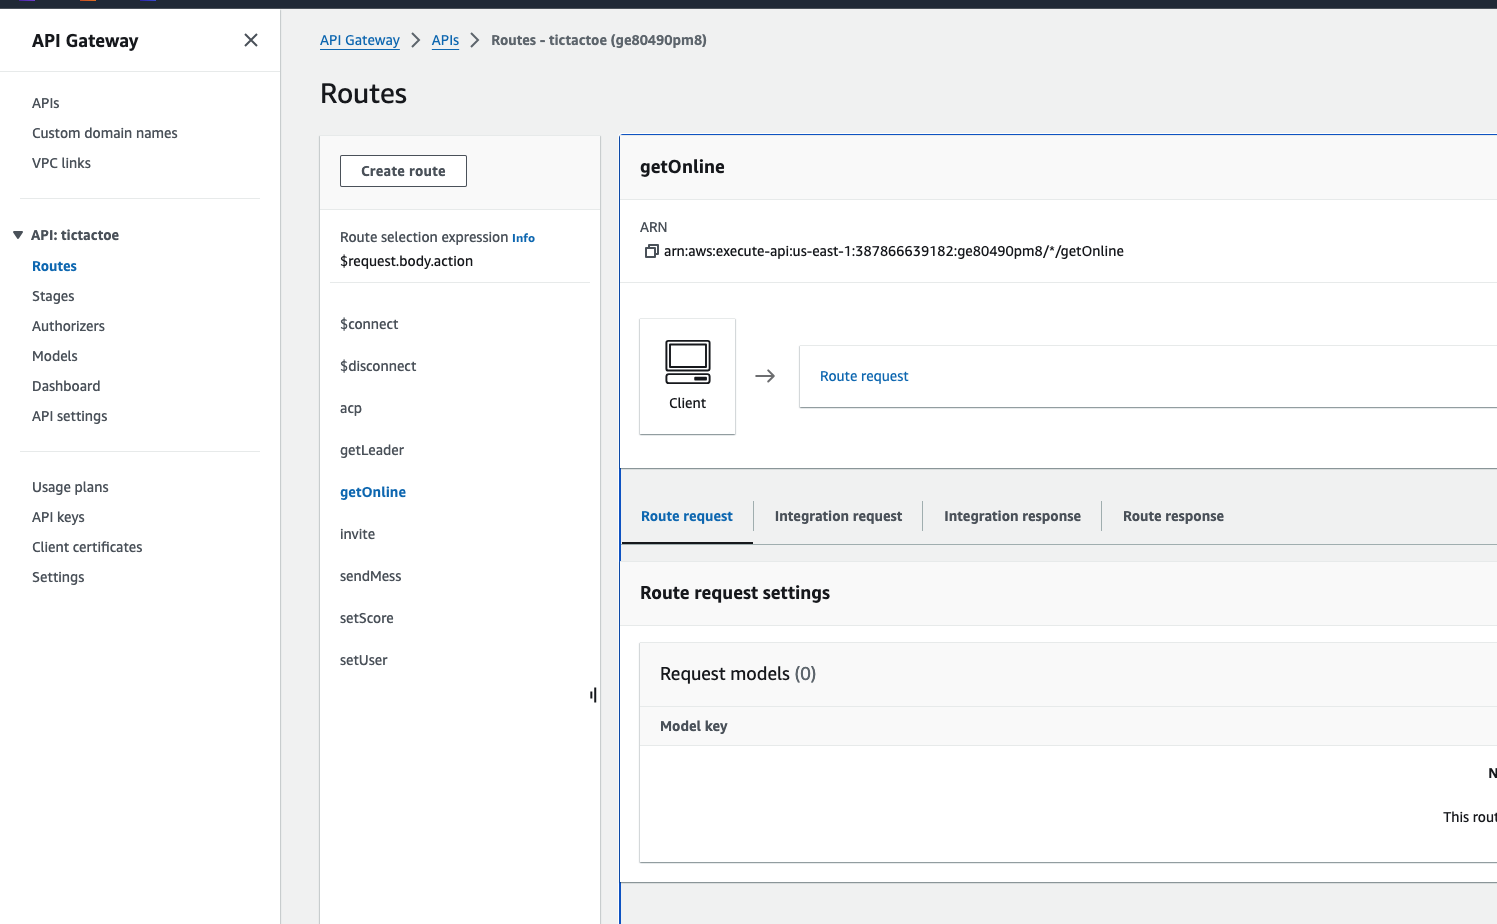 API Gateway
APIs
Custom domain names
VPC links
API: tictactoe
Routes
Stages
Authorizers
Models
Dashboard
API settings
Usage plans
API keys
Client certificates
Settings
API Gateway > APIs > Routes - tictactoe (ge80490pm8)
Routes
Create route
Route selection expression Info
$request.body.action
$connect
$disconnect
acp
getLeader
getOnline
invite
sendMess
setScore
setUser
getOnline
ARN
arn:aws:execute-api:us-east-1:387866639182:ge80490pm8/*/getOnline
Client
Route request
Route request Integration request Integration response Route response
Route request settings
Request models (0)
Model key
N
This rout